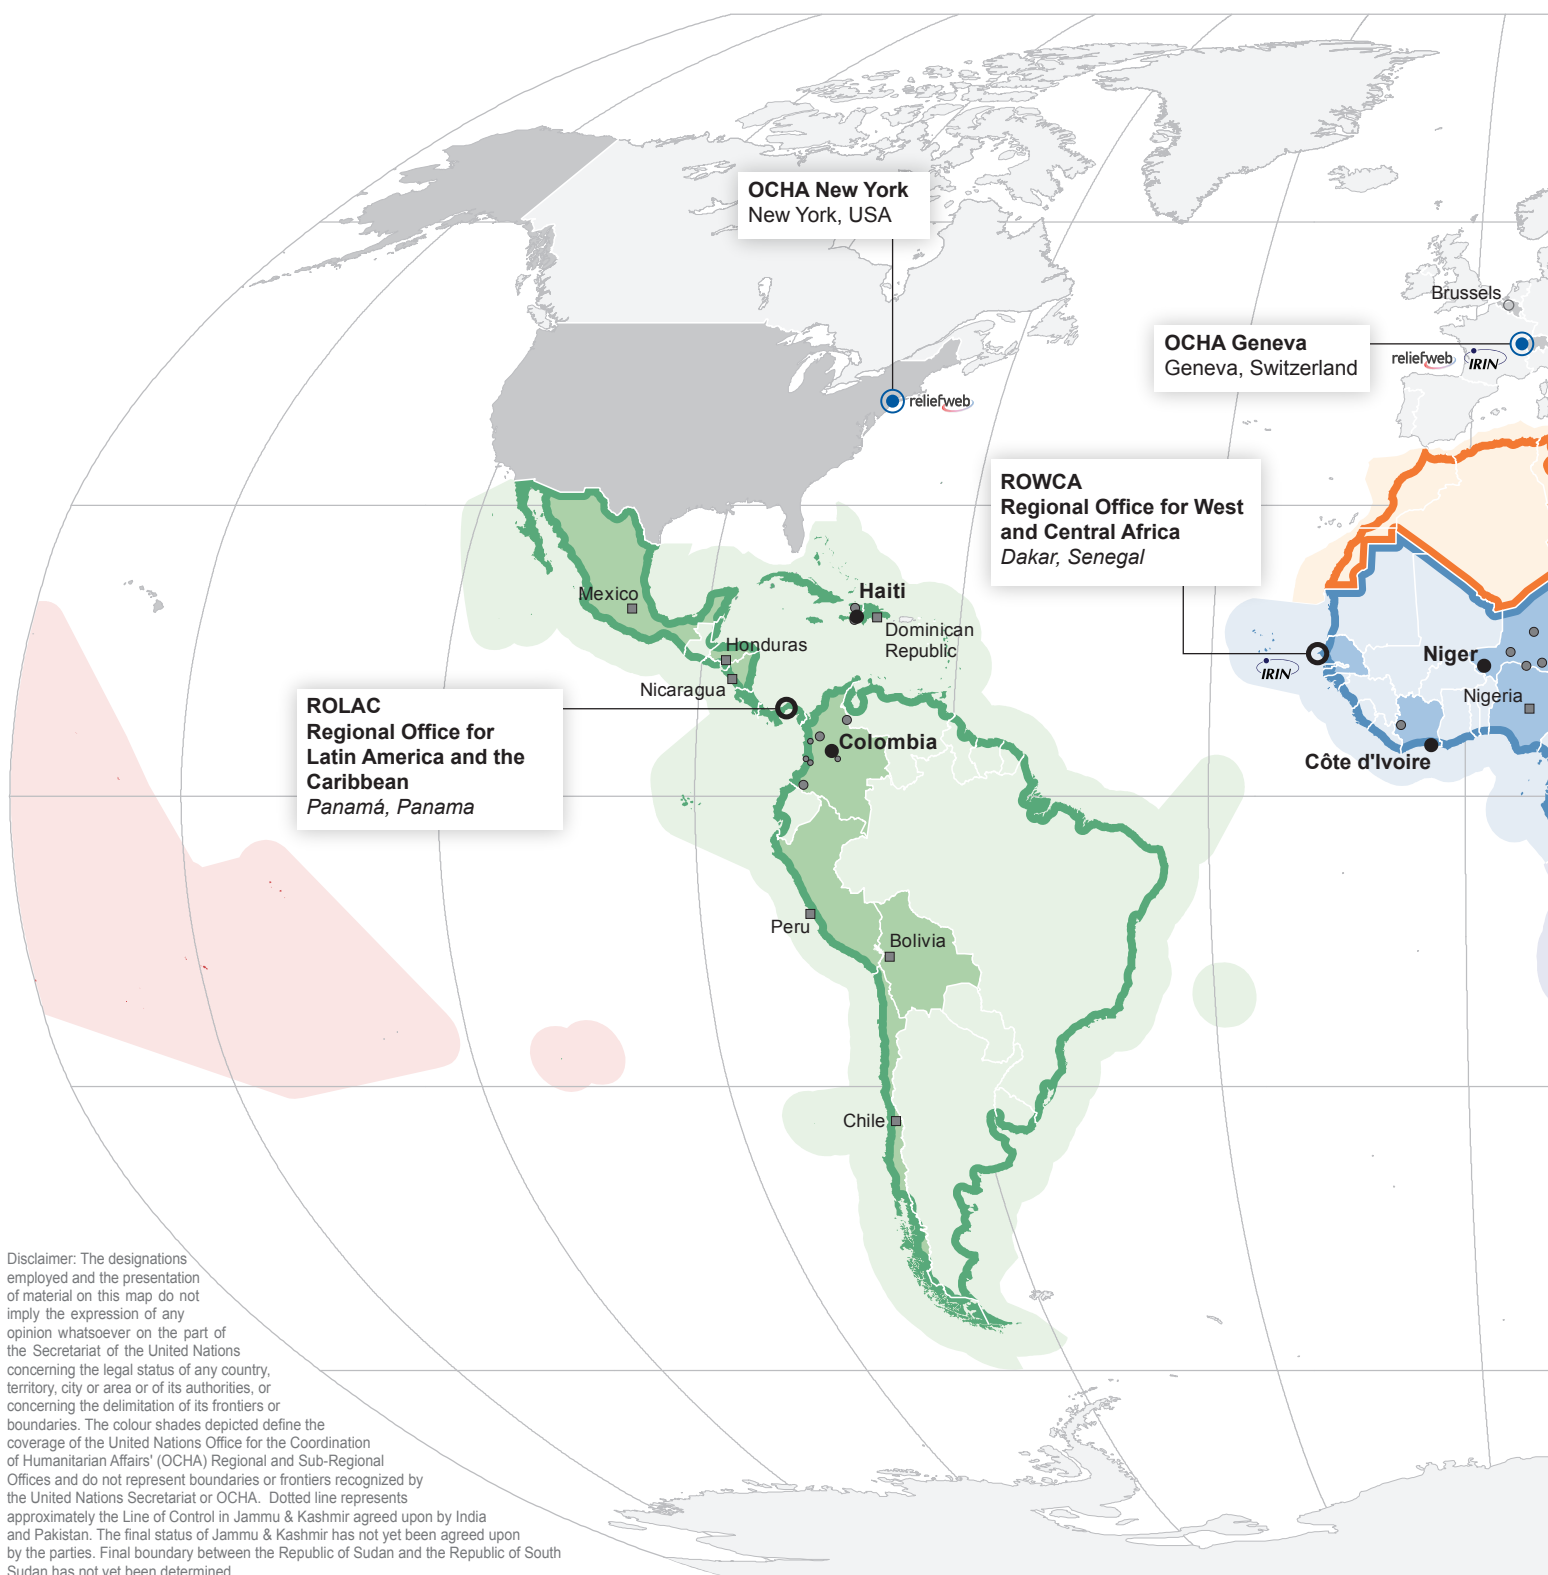 OCHA New York
New York, USA
Brussels
OCHA Geneva
Geneva, Switzerland
reliefweb
IRIN
reliefweb
ROWCA
Regional Office for West
and Central Africa
Dakar, Senegal
Mexico
Haiti
Dominican
Republic
Honduras
Nicaragua
IRIN
Niger
Nigeria
ROLAC
Regional Office for
Latin America and the
Caribbean
Panamá, Panama
Colombia
Côte d'Ivoire
Peru
Bolivia
Chile
Disclaimer: The designations
employed and the presentation
of material on this map do not
imply the expression of any
opinion whatsoever on the part of
the Secretariat of the United Nations
concerning the legal status of any country,
territory, city or area or of its authorities, or
concerning the delimitation of its frontiers or
boundaries. The colour shades depicted define the
coverage of the United Nations Office for the Coordination
of Humanitarian Affairs' (OCHA) Regional and Sub-Regional
Offices and do not represent boundaries or frontiers recognized by
the United Nations Secretariat or OCHA. Dotted line represents
approximately the Line of Control in Jammu & Kashmir agreed upon by India
and Pakistan. The final status of Jammu & Kashmir has not yet been agreed upon
by the parties. Final boundary between the Republic of Sudan and the Republic of South
Sudan has not yet been determined